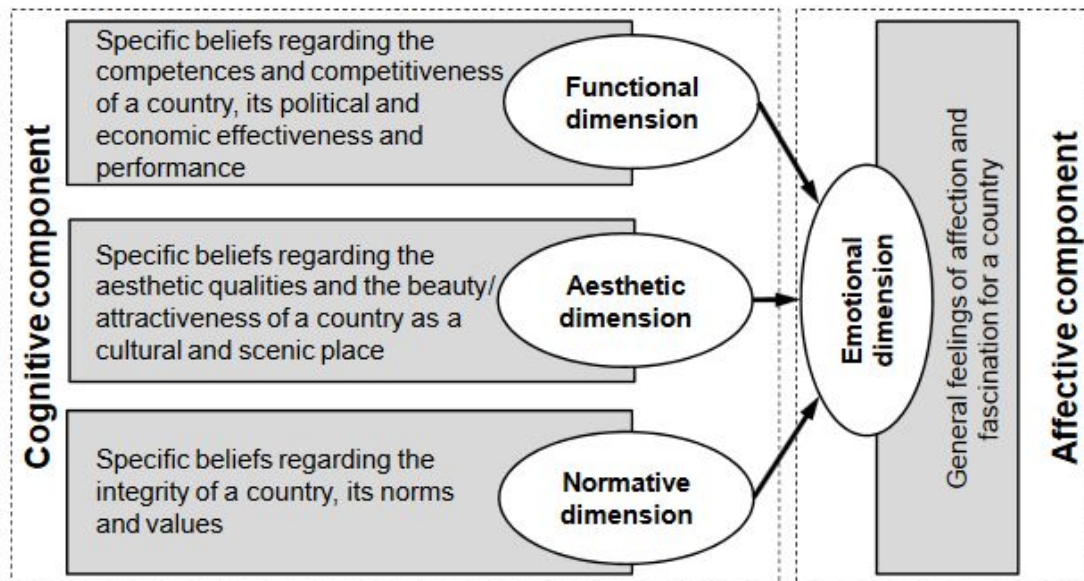 Cognitive component
Specific beliefs regarding the
competences and competitiveness
of a country, its political and
economic effectiveness and
performance
Functional
dimension
Specific beliefs regarding the
aesthetic qualities and the beauty/
attractiveness of a country as a
cultural and scenic place
Aesthetic
dimension
Specific beliefs regarding the
integrity of a country, its norms
and values
Normative
dimension
Emotional
dimension
General feelings of affection and
fascination for a country
Affective component